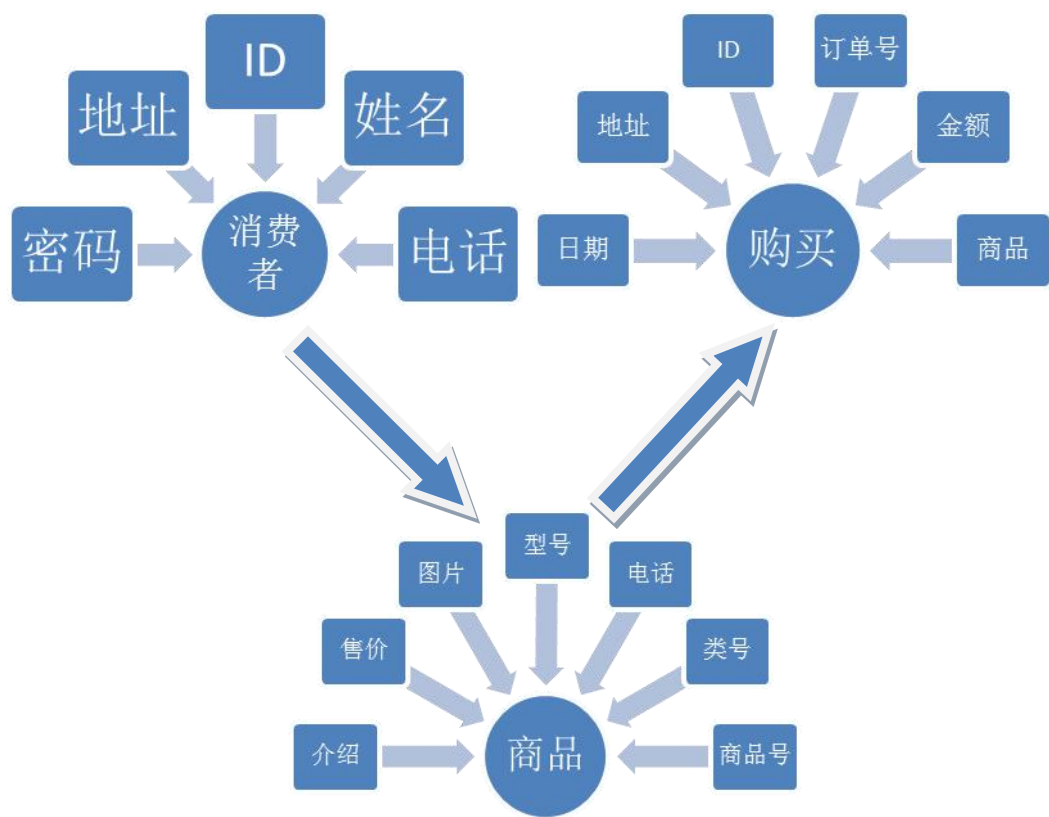 ID
地址
姓名
密码
电话
消费
者
ID
订单号
地址
金额
日期
商品
购买
型号
图片
电话
售价
类号
介绍
商品号
商品